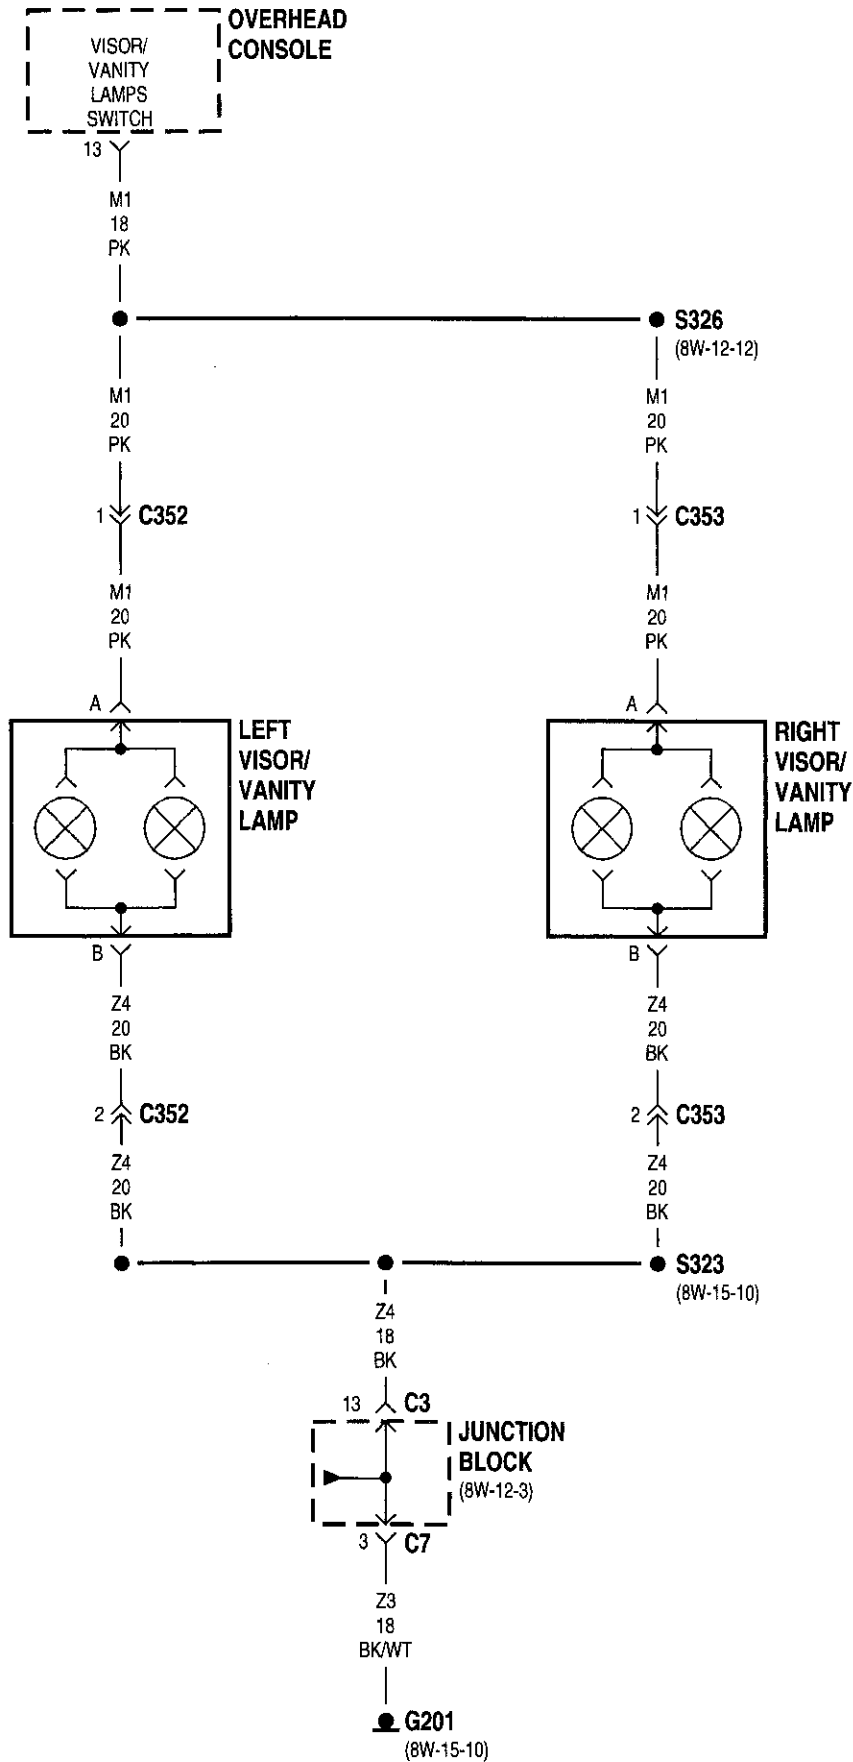 OVERHEAD
CONSOLE
VISOR/
VANITY
LAMPS
SWITCH
13
M1
18
PK
S326
(8W-12-12)
M1
20
PK
M1
20
PK
1
C352
1
C353
M1
20
PK
M1
20
PK
A
A
LEFT
VISOR/
VANITY
LAMP
RIGHT
VISOR/
VANITY
LAMP
B
B
Z4
20
BK
Z4
20
BK
2
C352
2
C353
Z4
20
BK
Z4
20
BK
S323
(8W-15-10)
Z4
18
BK
13
C3
JUNCTION
BLOCK
(8W-12-3)
3
C7
Z3
18
BK/WT
G201
(8W-15-10)